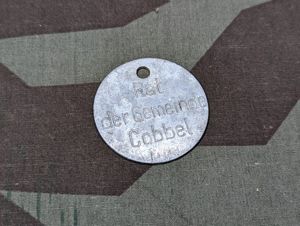 Rat
der Gemeinde
Cobbel